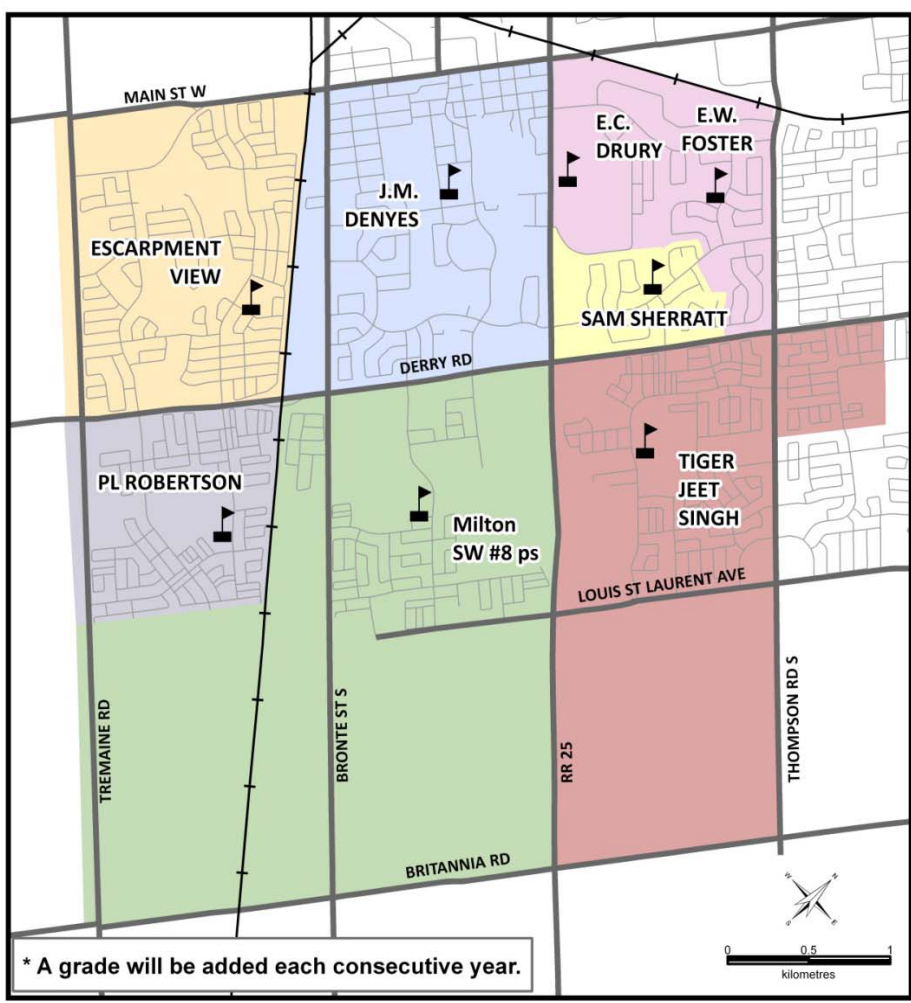 MAIN ST W
E.C.
DRURY
E.W.
FOSTER
J.M.
DENYES
ESCARPMENT
VIEW
SAM SHERRATT
DERRY RD
PL ROBERTSON
TIGER
JEET
SINGH
Milton
SW #8 ps
LOUIS ST LAURENT AVE
TREMAINE RD
BRONTE ST S
RR 25
THOMPSON RD S
BRITANNIA RD
W N
S E
0 0.5 1
kilometres
* A grade will be added each consecutive year.